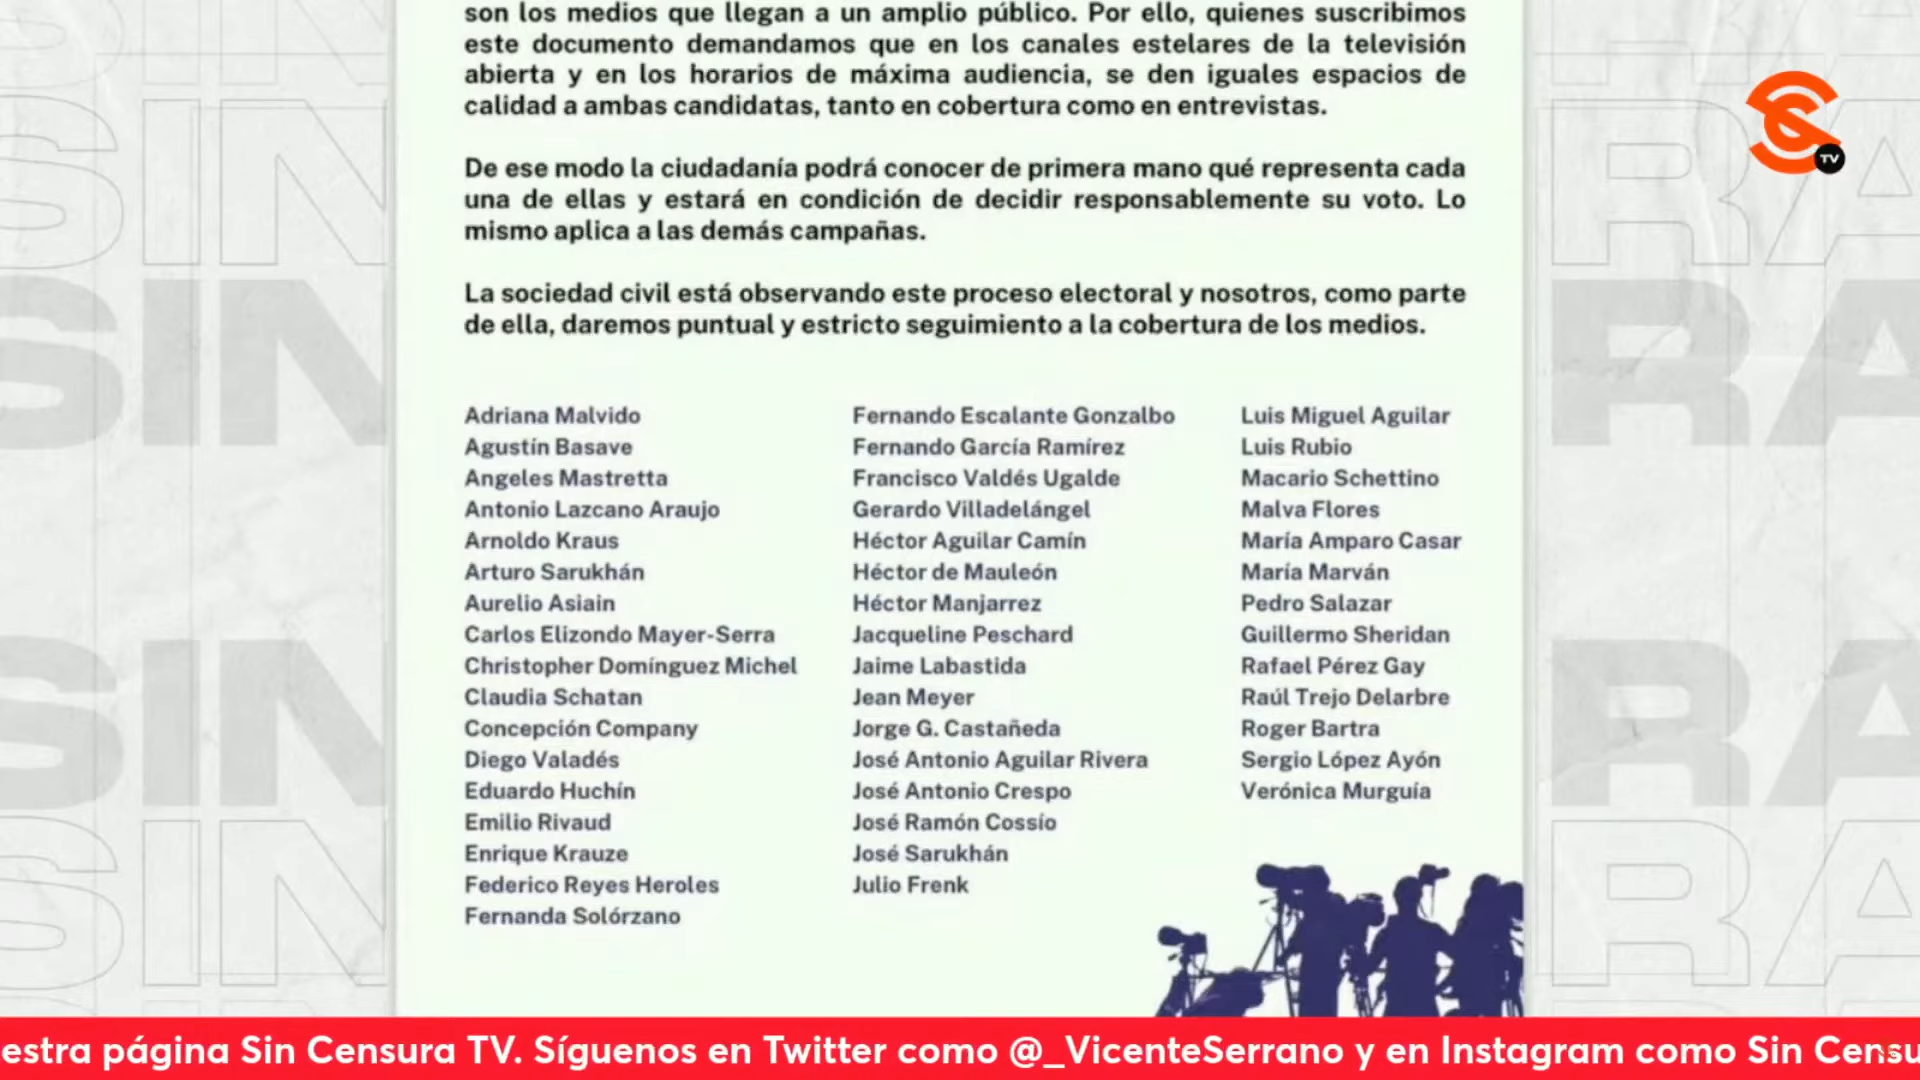 son los medios que llegan a un amplio público. Por ello, quienes suscribimos
este documento demandamos que en los canales estelares de la televisión
abierta y en los horarios de máxima audiencia, se den iguales espacios de
calidad a ambas candidatas, tanto en cobertura como en entrevistas.
De ese modo la ciudadanía podrá conocer de primera mano qué representa cada
una de ellas y estará en condición de decidir responsablemente su voto. Lo
mismo aplica a las demás campañas.
La sociedad civil está observando este proceso electoral y nosotros, como parte
de ella, daremos puntual y estricto seguimiento a la cobertura de los medios.
Adriana Malvido
Agustín Basave
Angeles Mastretta
Antonio Lazcano Araujo
Arnoldo Kraus
Arturo Sarukhán
Aurelio Asiain
Carlos Elizondo Mayer-Serra
Christopher Domínguez Michel
Claudia Schatan
Concepción Company
Diego Valadés
Eduardo Huchín
Emilio Rivaud
Enrique Krauze
Federico Reyes Heroles
Fernanda Solórzano
Fernando Escalante Gonzalbo
Fernando García Ramírez
Francisco Valdés Ugalde
Gerardo Villadelángel
Héctor Aguilar Camín
Héctor de Mauleón
Héctor Manjarrez
Jacqueline Peschard
Jaime Labastida
Jean Meyer
Jorge G. Castañeda
José Antonio Aguilar Rivera
José Antonio Crespo
José Ramón Cossío
José Sarukhán
Julio Frenk
Luis Miguel Aguilar
Luis Rubio
Macario Schettino
Malva Flores
María Amparo Casar
María Marván
Pedro Salazar
Guillermo Sheridan
Rafael Pérez Gay
Raúl Trejo Delarbre
Roger Bartra
Sergio López Ayón
Verónica Murguía
TV
SIN
SIN
SIN
SIN
RA
RA
RA
RA
estra página Sin Censura TV. Síguenos en Twitter como @_VicenteSerrano y en Instagram como Sin Censu